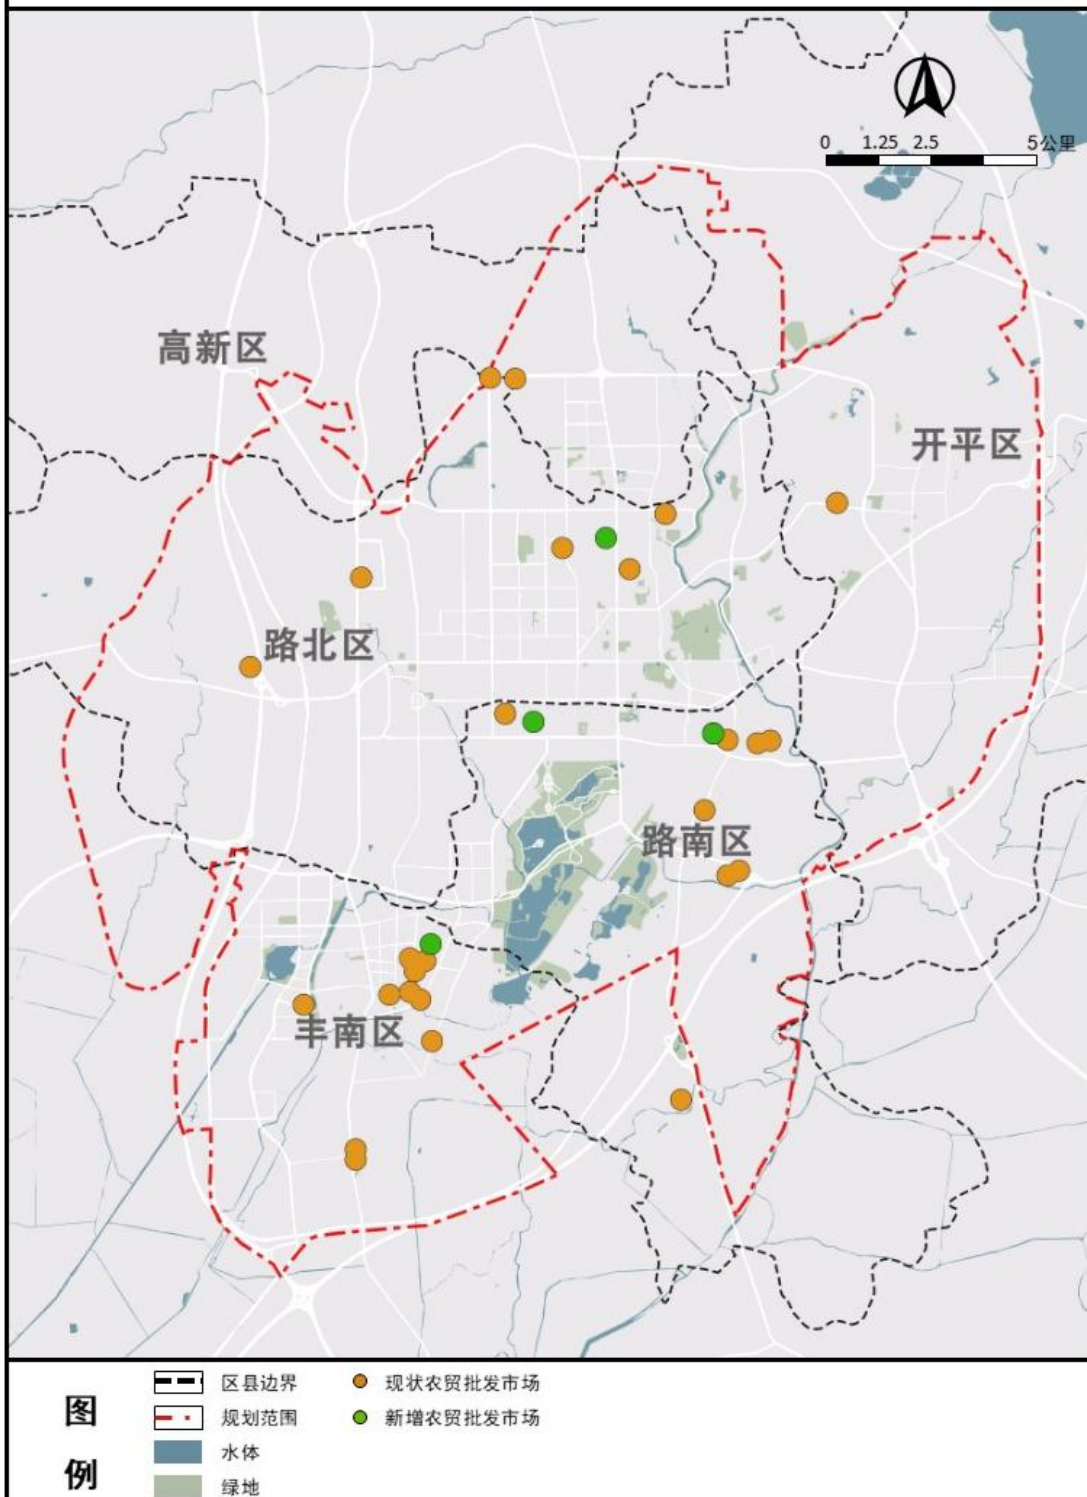 0 1.25 2.5 5公里
高新区
开平区
路北区
路南区
丰南区
图例
区县边界
现状农贸批发市场
规划范围
新增农贸批发市场
水体
绿地